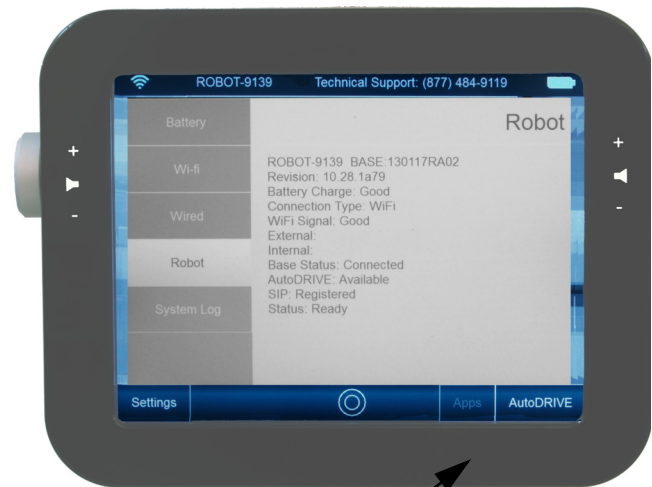 ROBOT-9139 Technical Support: (877) 484-9119
Battery
Wi-fi
Wired
Robot
System Log
Robot
ROBOT-9139 BASE:130117RA02
Revision: 10.28.1a79
Battery Charge: Good
Connection Type: WiFi
WiFi Signal: Good
External:
Internal:
Base Status: Connected
AutoDRIVE: Available
SIP: Registered
Status: Ready
+
-
+
-
Settings Apps AutoDRIVE